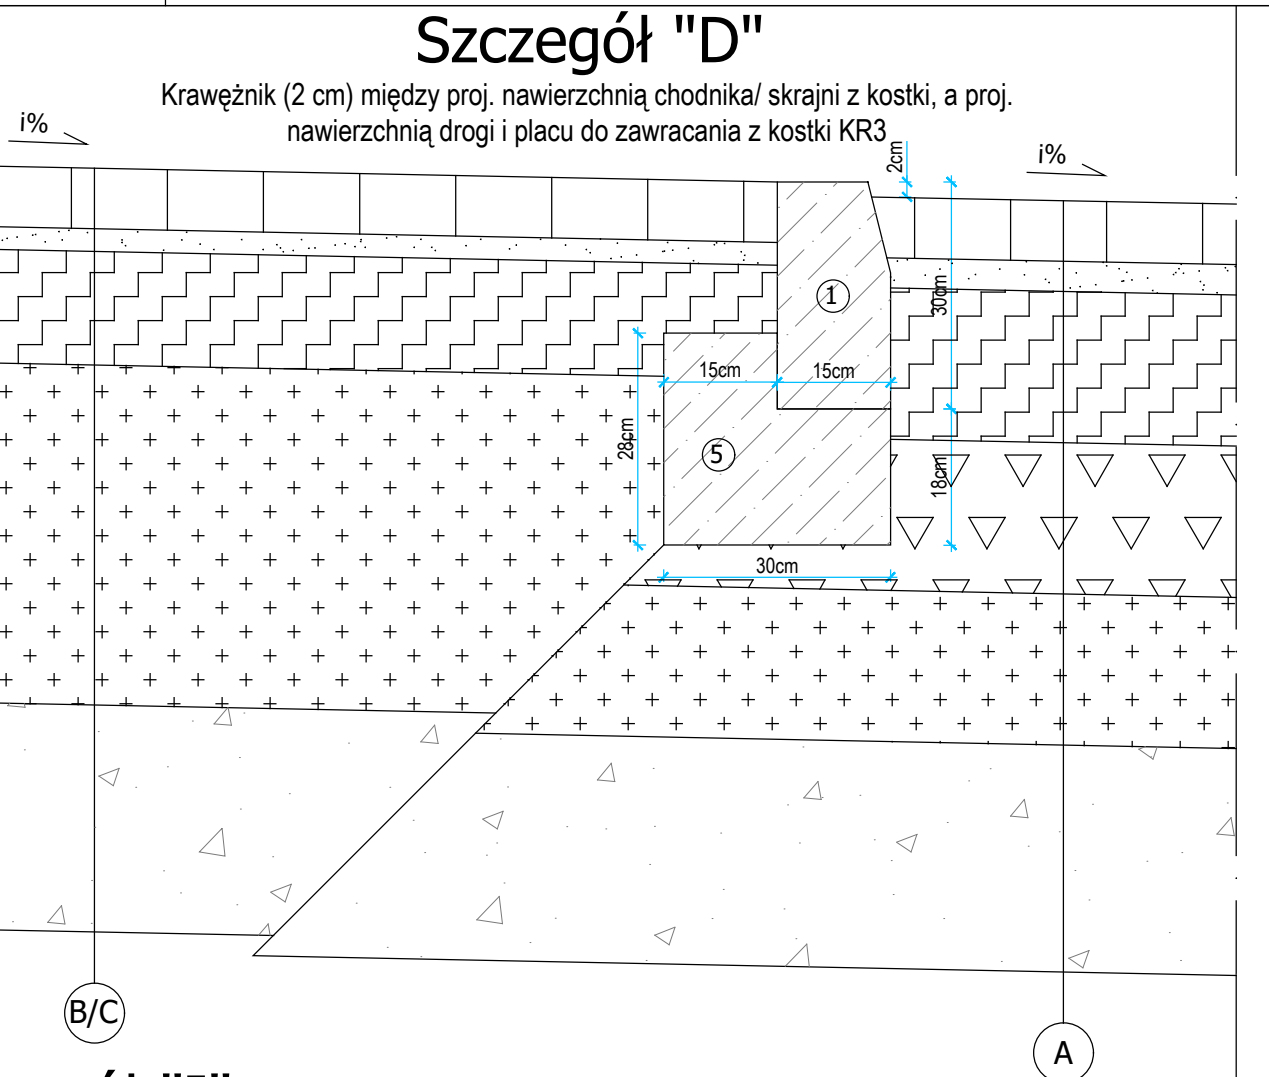 Szczegół "D"
Krawężnik (2 cm) między proj. nawierzchnią chodnika/ skrajni z kostki, a proj.
nawierzchnią drogi i placu do zawracania z kostki KR3
i%
2cm
i%
1
30cm
15cm
15cm
28cm
5
18cm
30cm
B/C
A